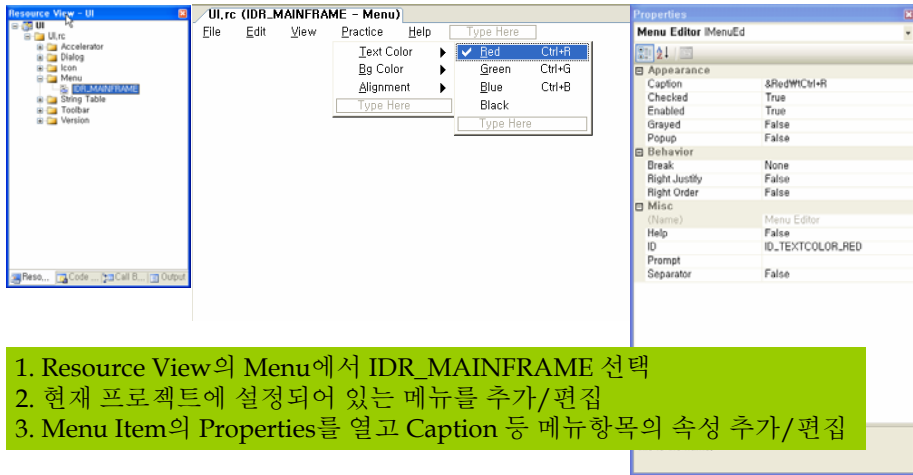 Resource View - UI
UI
UI.rc
Accelerator
Dialog
Icon
Menu
IDR_MAINFRAME
String Table
Toolbar
Version
Reso...
Code ...
Call B...
Output
UI.rc (IDR_MAINFRAME - Menu)
File Edit View Practice Help Type Here
Text Color
Bg Color
Alignment
Type Here
Red Ctrl+R
Green Ctrl+G
Blue Ctrl+B
Black
Type Here
Properties
Menu Editor IMenuEd
Appearance
Caption &Red₩tCtrl+R
Checked True
Enabled True
Grayed False
Popup False
Behavior
Break None
Right Justify False
Right Order False
Misc
(Name) Menu Editor
Help False
ID ID_TEXTCOLOR_RED
Prompt
Separator False
1. Resource View의 Menu에서 IDR_MAINFRAME 선택
2. 현재 프로젝트에 설정되어 있는 메뉴를 추가/편집
3. Menu Item의 Properties를 열고 Caption 등 메뉴항목의 속성 추가/편집